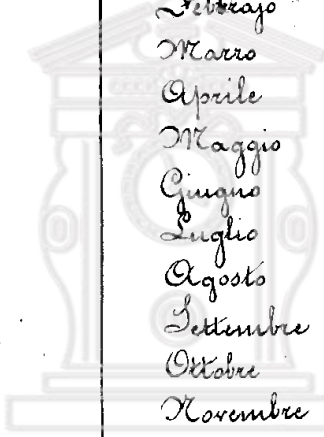 Febbrajo
Marzo
Aprile
Maggio
Giugno
Luglio
Agosto
Settembre
Ottobre
Novembre